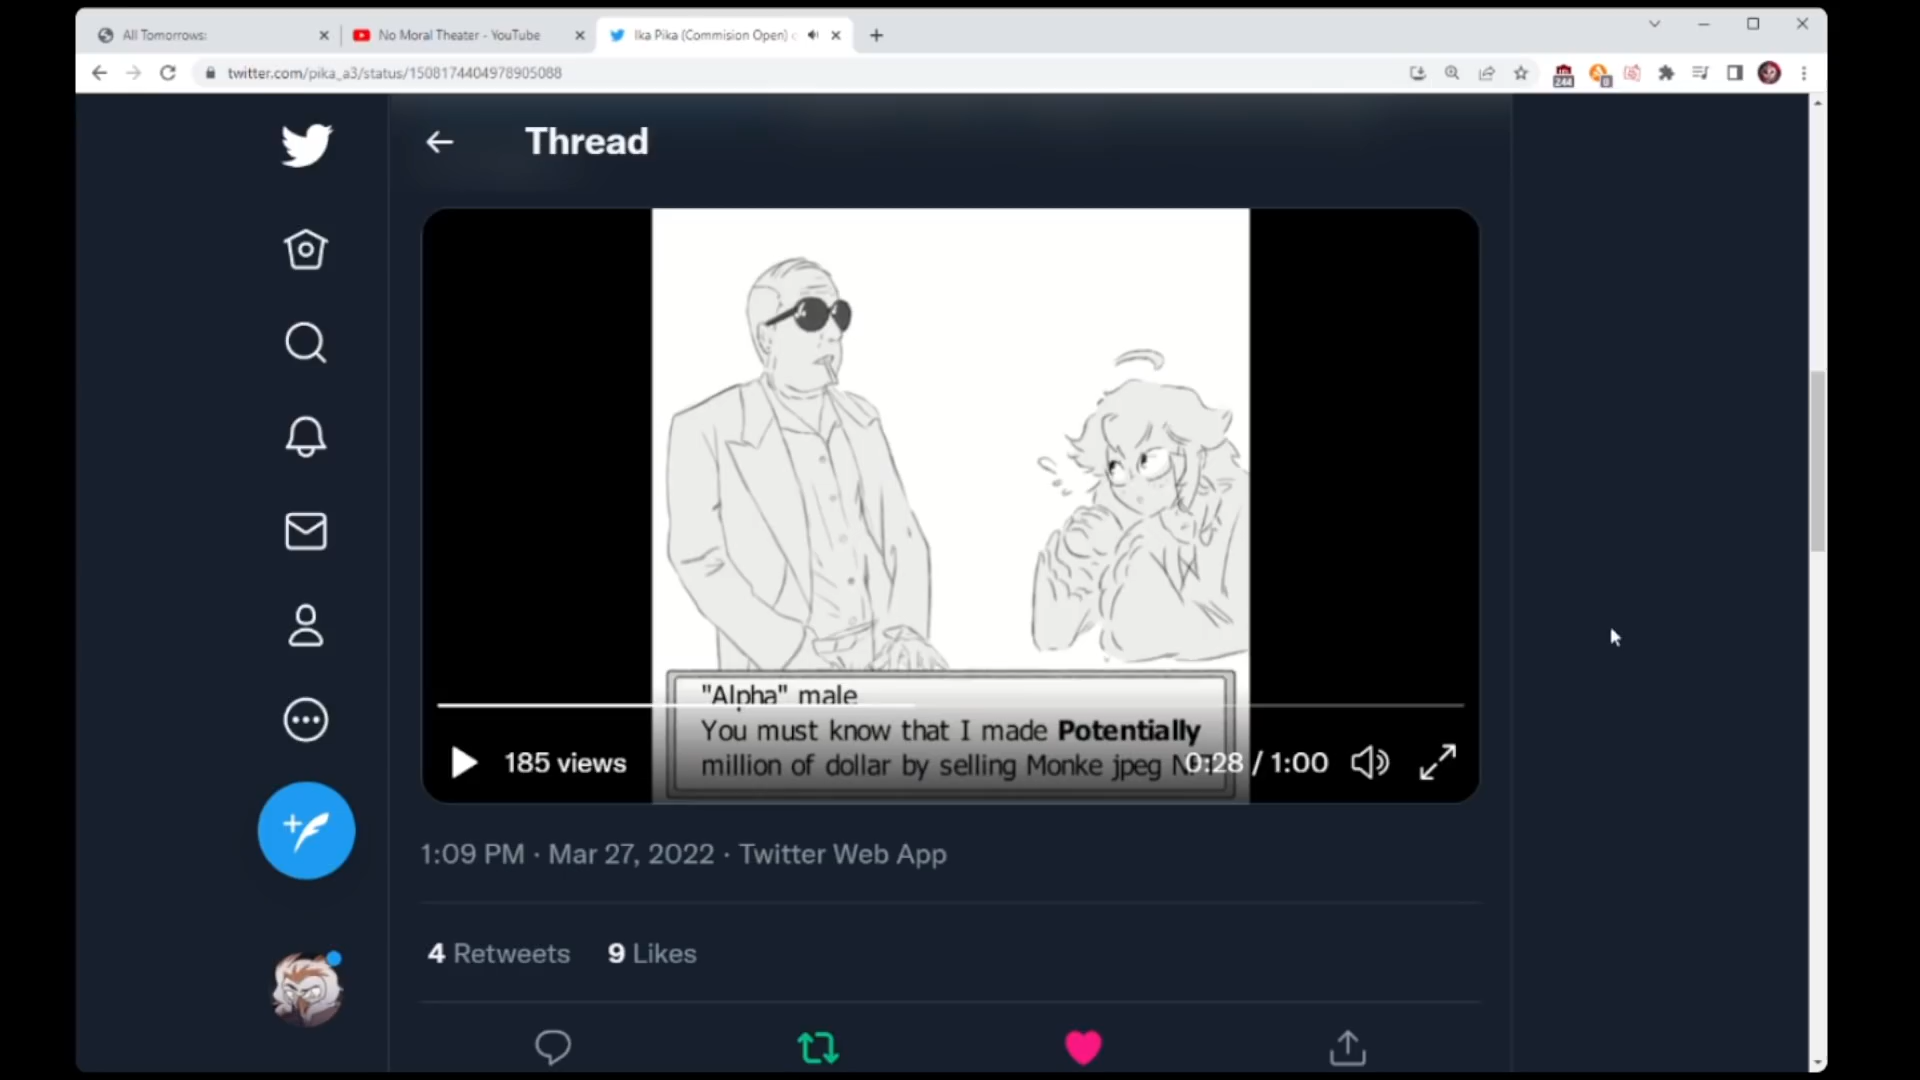 All Tomorrows:
No Moral Theater - YouTube
Ika Pika (Commision Open)
twitter.com/pika_a3/status/1508174404978905088
244
0
Thread
"Alpha" male
You must know that I made Potentially
million of dollar by selling Monke jpeg
185 views
0:28 / 1:00
1:09 PM · Mar 27, 2022 · Twitter Web App
4 Retweets 9 Likes